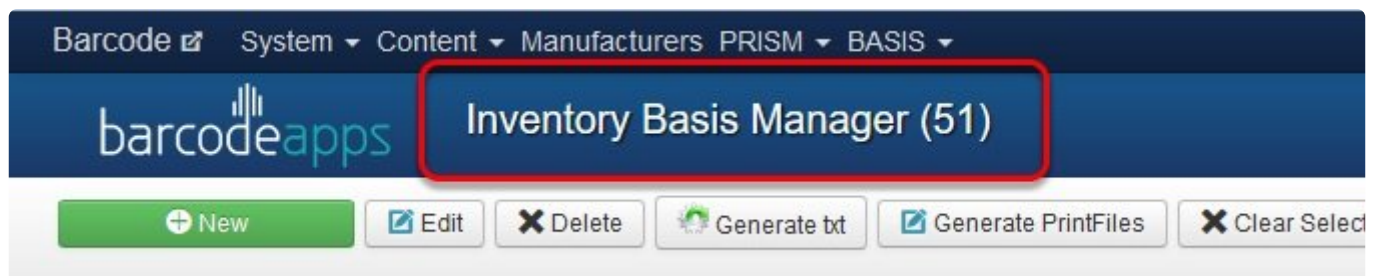 Barcode System Content Manufacturers PRISM BASIS
barcodeapps Inventory Basis Manager (51)
New Edit Delete Generate txt Generate PrintFiles Clear Select